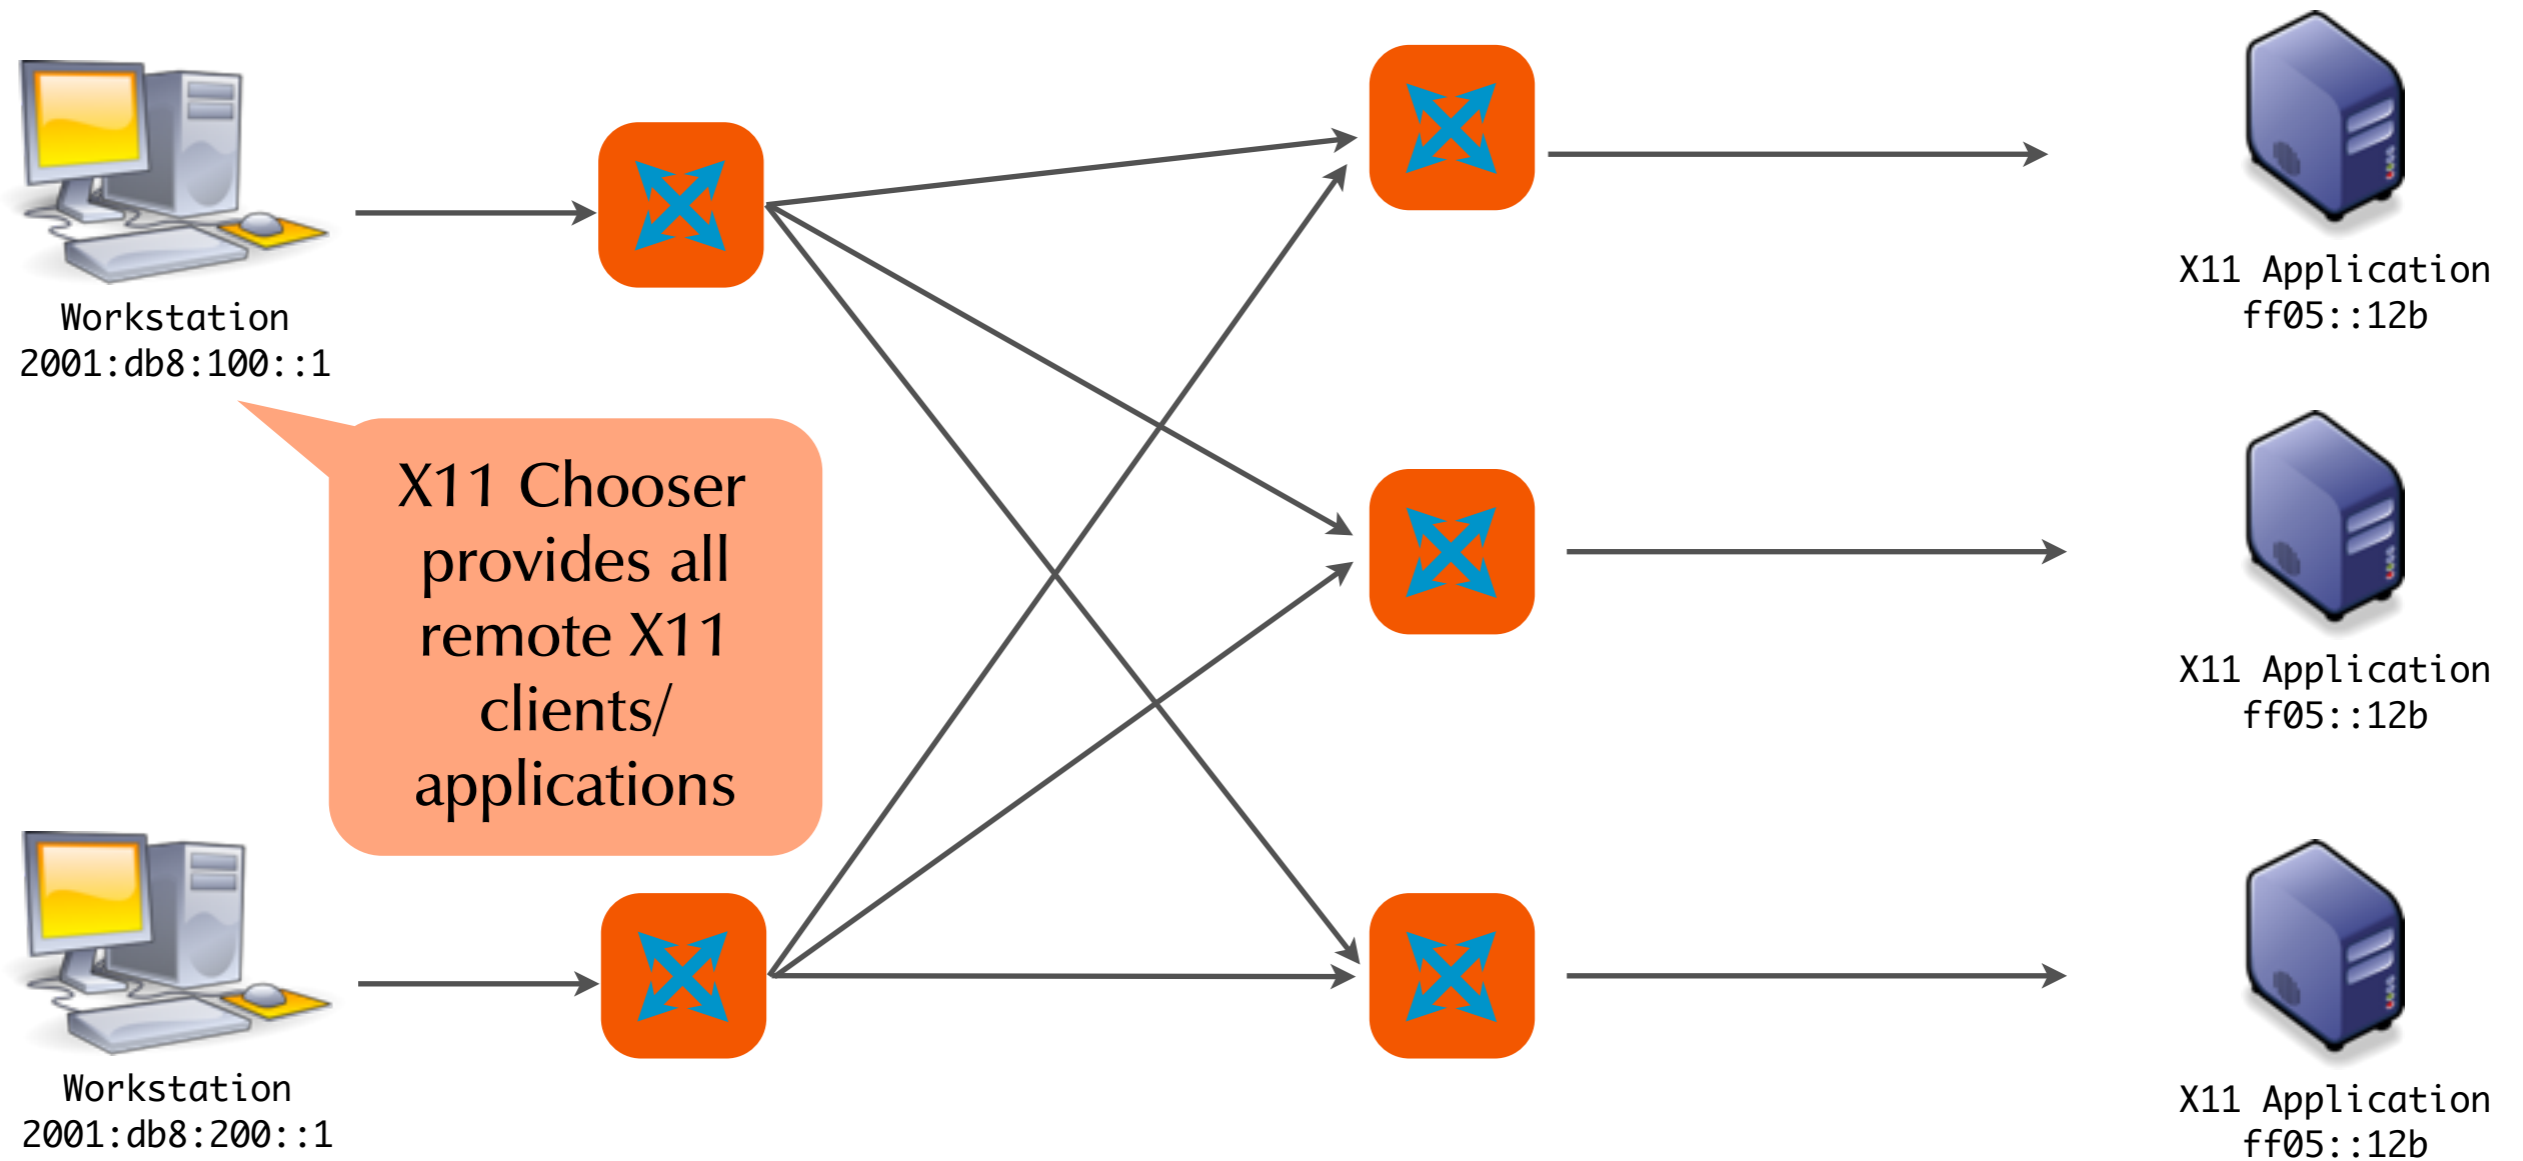 Workstation
2001:db8:100::1
X11 Chooser
provides all
remote X11
clients/
applications
Workstation
2001:db8:200::1
X11 Application
ff05::12b
X11 Application
ff05::12b
X11 Application
ff05::12b